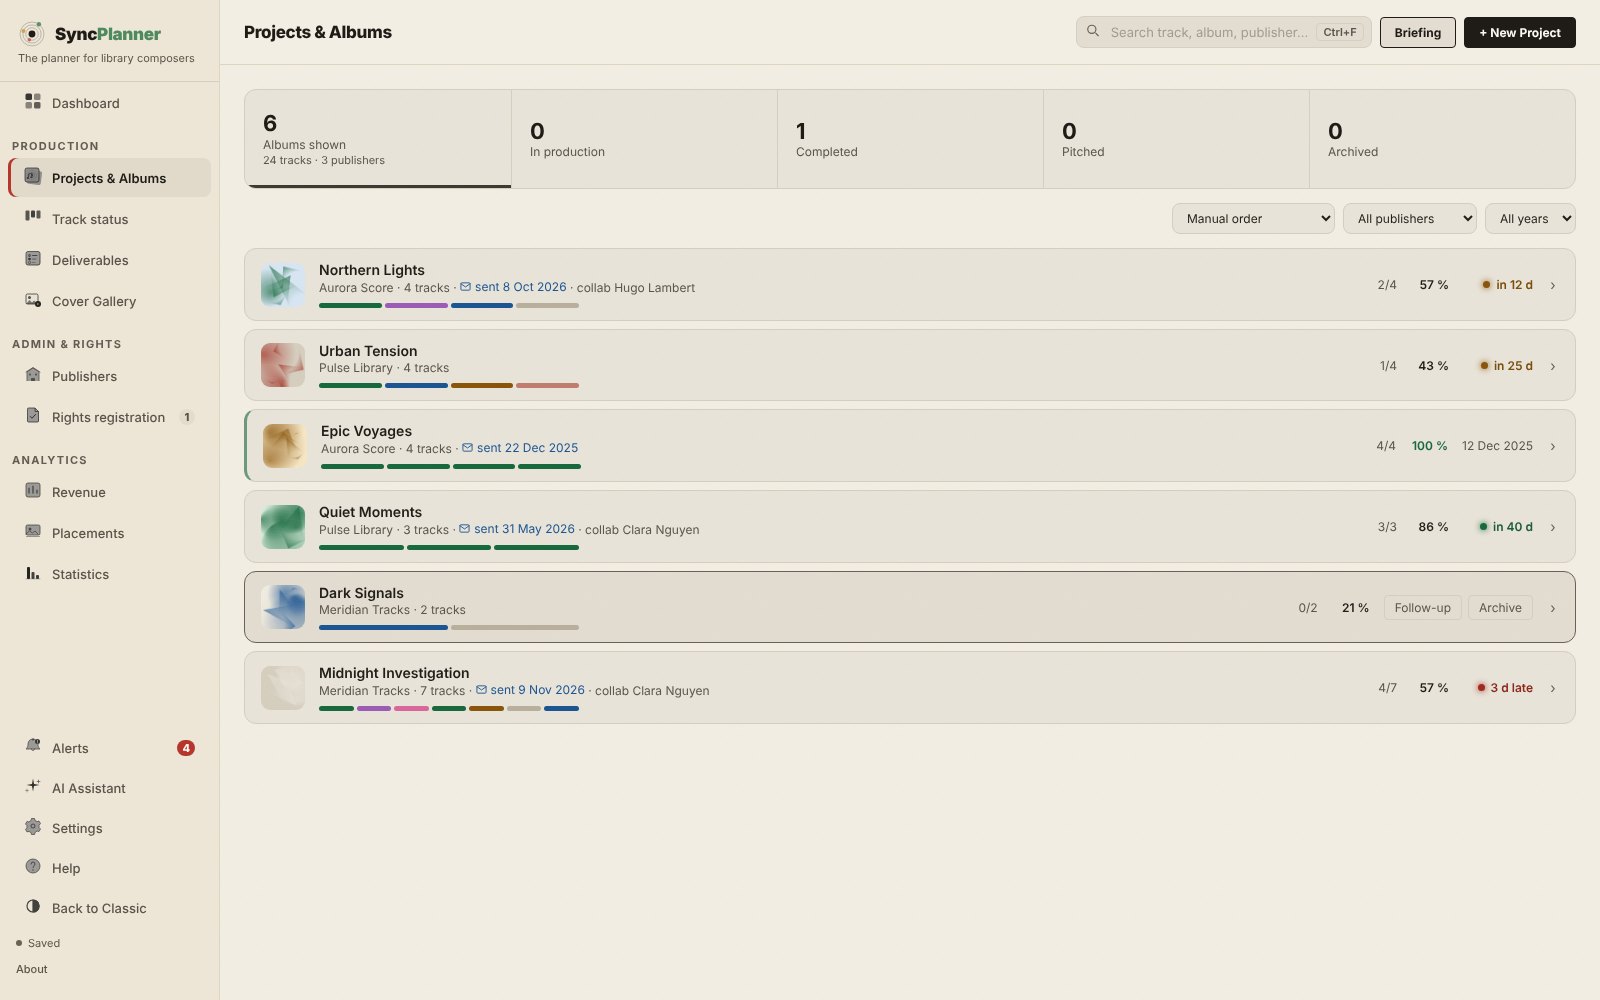 SyncPlanner
The planner for library composers
Dashboard
PRODUCTION
Projects & Albums
Track status
Deliverables
Cover Gallery
ADMIN & RIGHTS
Publishers
Rights registration 1
ANALYTICS
Revenue
Placements
Statistics
Alerts 4
AI Assistant
Settings
Help
Back to Classic
Saved
About
Projects & Albums
Search track, album, publisher... Ctrl+F
Briefing
+ New Project
6
Albums shown
24 tracks · 3 publishers
0
In production
1
Completed
0
Pitched
0
Archived
Manual order
All publishers
All years
Northern Lights
Aurora Score · 4 tracks · sent 8 Oct 2026 · collab Hugo Lambert
2/4 57 % in 12 d ›
Urban Tension
Pulse Library · 4 tracks
1/4 43 % in 25 d ›
Epic Voyages
Aurora Score · 4 tracks · sent 22 Dec 2025
4/4 100 % 12 Dec 2025 ›
Quiet Moments
Pulse Library · 3 tracks · sent 31 May 2026 · collab Clara Nguyen
3/3 86 % in 40 d ›
Dark Signals
Meridian Tracks · 2 tracks
0/2 21 % Follow-up Archive ›
Midnight Investigation
Meridian Tracks · 7 tracks · sent 9 Nov 2026 · collab Clara Nguyen
4/7 57 % 3 d late ›